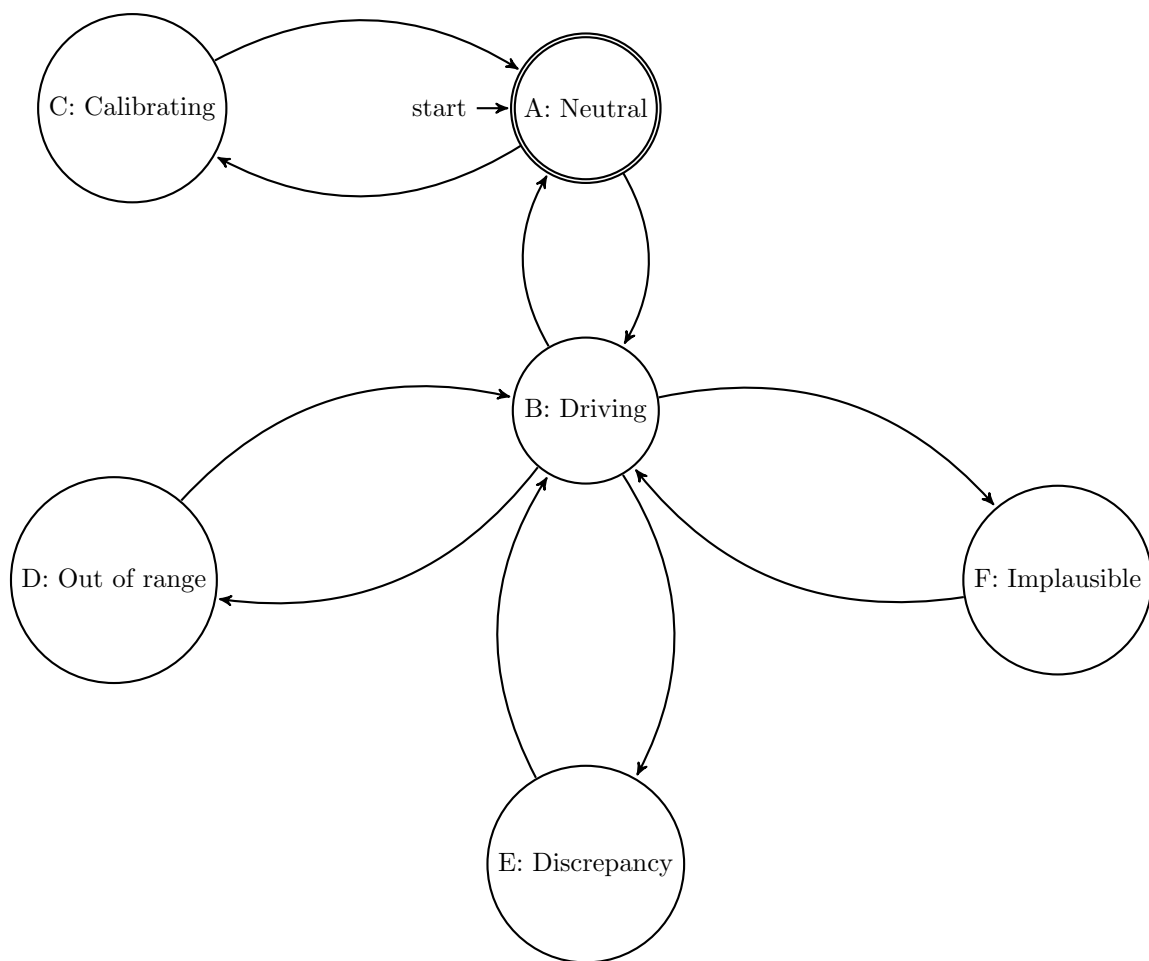 C: Calibrating
start
A: Neutral
B: Driving
D: Out of range
F: Implausible
E: Discrepancy